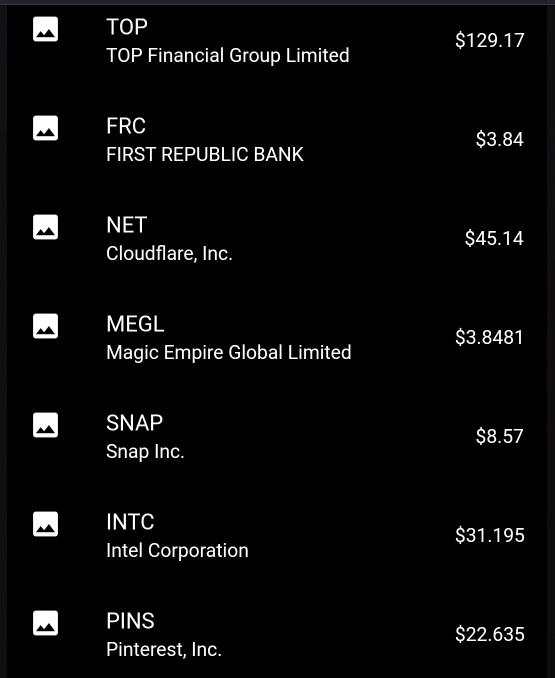 TOP
TOP Financial Group Limited
$129.17
FRC
FIRST REPUBLIC BANK
$3.84
NET
Cloudflare, Inc.
$45.14
MEGL
Magic Empire Global Limited
$3.8481
SNAP
Snap Inc.
$8.57
INTC
Intel Corporation
$31.195
PINS
Pinterest, Inc.
$22.635